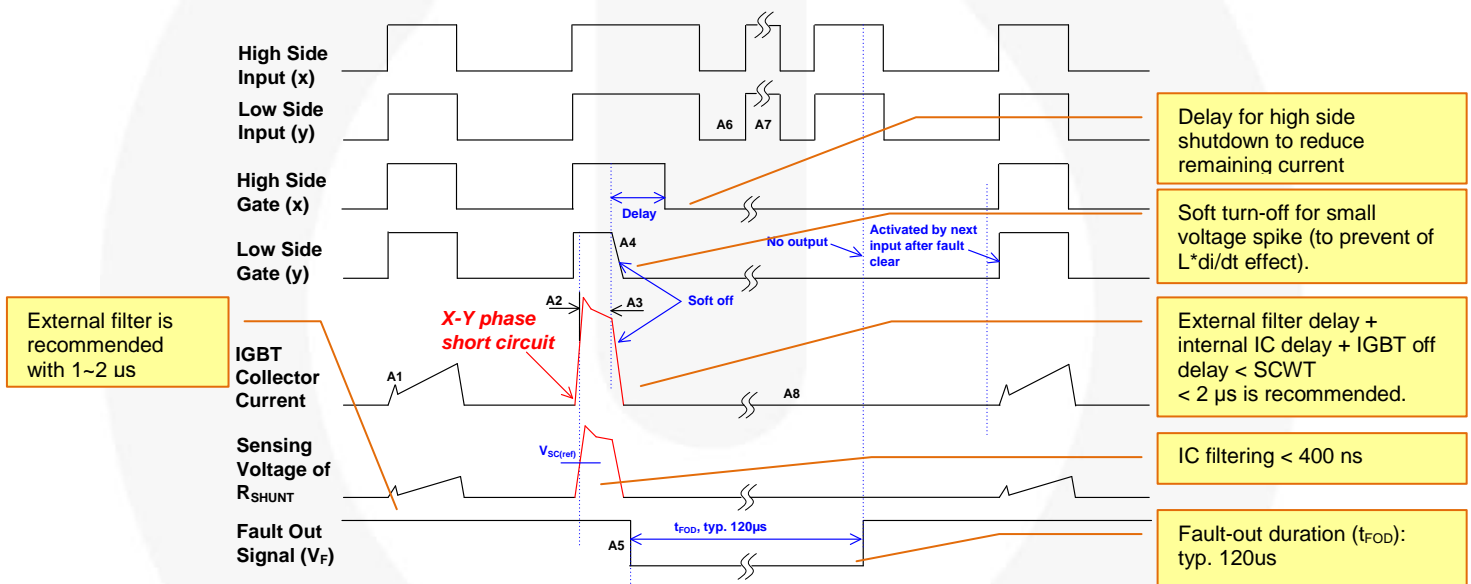 High Side
Input (x)
Low Side
Input (y)
A6
A7
High Side
Gate (x)
Delay
Low Side
Gate (y)
A4
No output
Activated by next
input after fault
clear
A2
A3
Soft off
X-Y phase
short circuit
IGBT
Collector
Current
A1
A8
Sensing
Voltage of
RSHUNT
VSC(ref)
Fault Out
Signal (VF)
A5
tFOD, typ. 120µs
External filter is
recommended
with 1~2 us
Delay for high side
shutdown to reduce
remaining current
Soft turn-off for small
voltage spike (to prevent of
L*di/dt effect).
External filter delay +
internal IC delay + IGBT off
delay < SCWT
< 2 µs is recommended.
IC filtering < 400 ns
Fault-out duration (tFOD):
typ. 120us